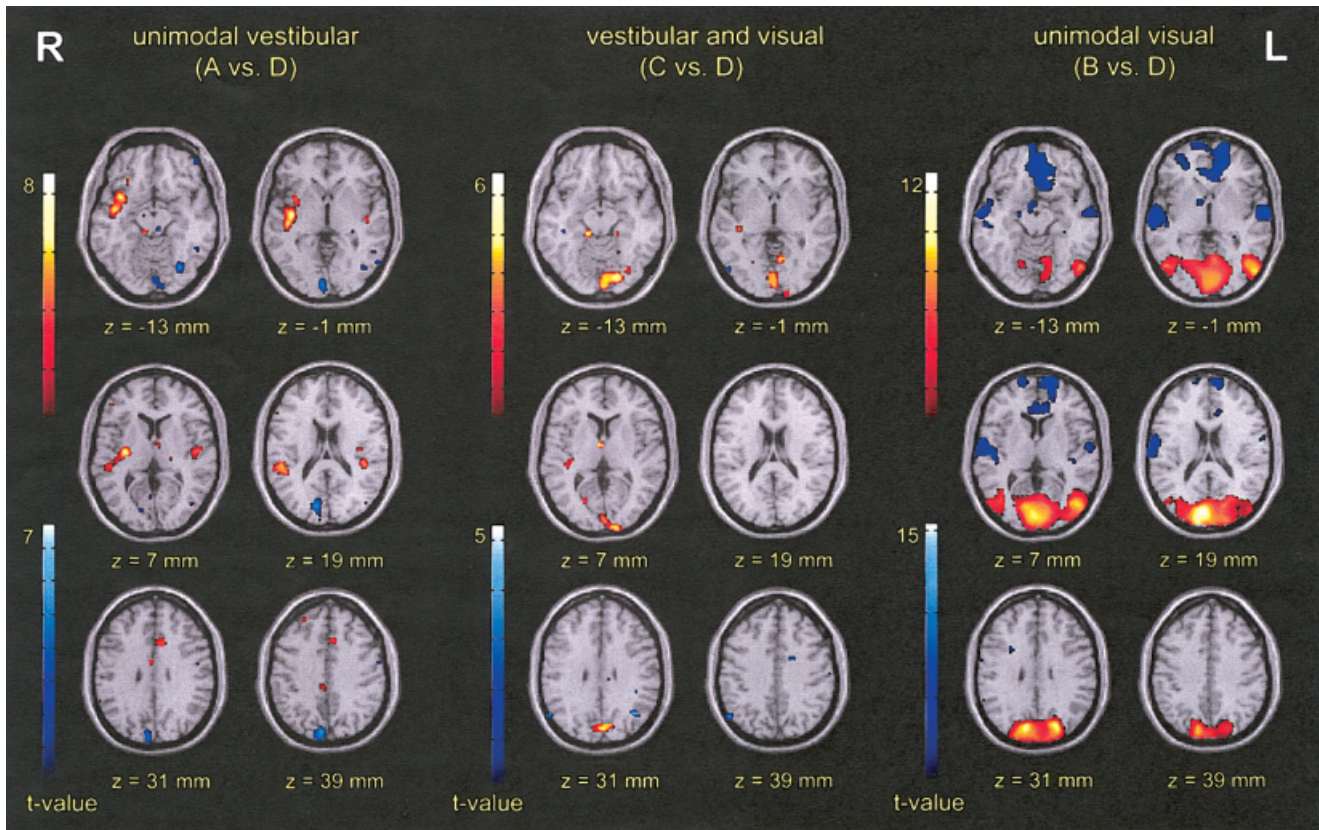 R
unimodal vestibular
(A vs. D)
vestibular and visual
(C vs. D)
unimodal visual
(B vs. D)
L
8
6
12
z = -13 mm
z = -1 mm
z = -13 mm
z = -1 mm
z = -13 mm
z = -1 mm
7
5
15
z = 7 mm
z = 19 mm
z = 7 mm
z = 19 mm
z = 7 mm
z = 19 mm
z = 31 mm
z = 39 mm
z = 31 mm
z = 39 mm
z = 31 mm
z = 39 mm
t-value
t-value
t-value